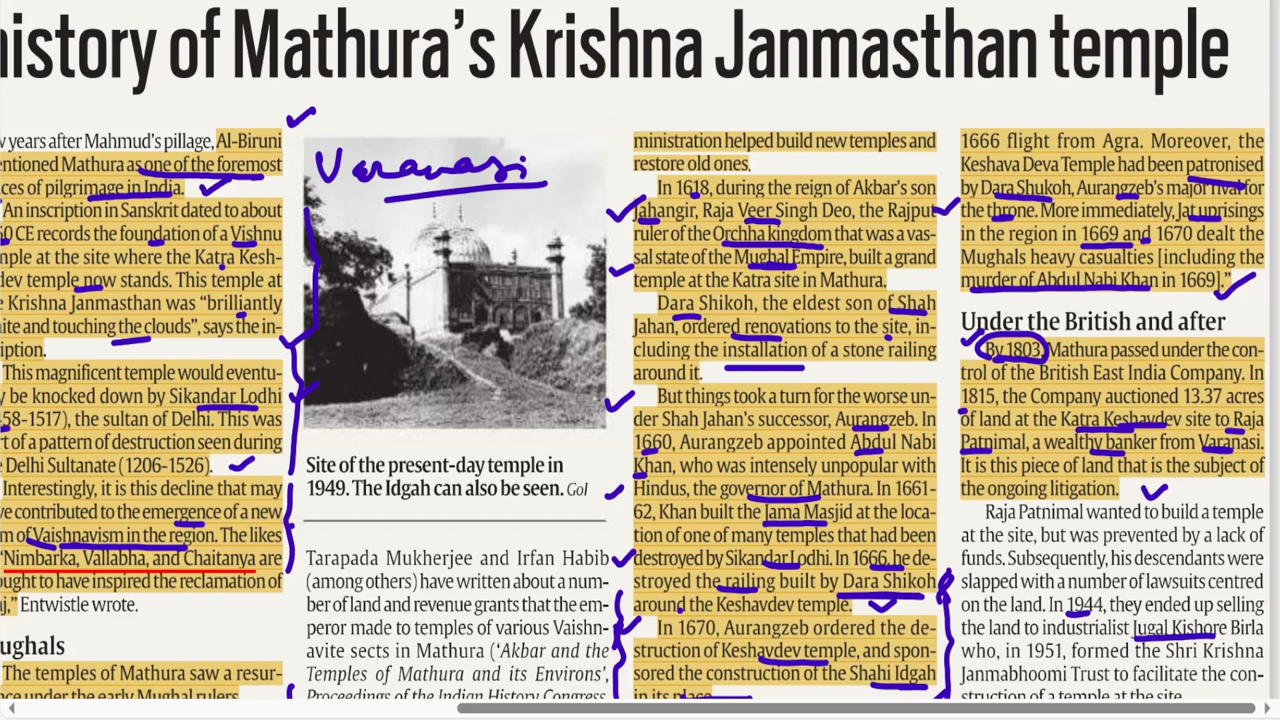 history of Mathura's Krishna Janmasthan temple
years after Mahmud's pillage, Al-Biruni
mentioned Mathura as one of the foremost
places of pilgrimage in India.
An inscription in Sanskrit dated to about
CE records the foundation of a Vishnu
temple at the site where the Katra Kesh-
dev temple now stands. This temple at
Krishna Janmasthan was "brilliantly
and touching the clouds", says the in-
This magnificent temple would eventu-
be knocked down by Sikandar Lodhi
58-1517), the sultan of Delhi. This was
of a pattern of destruction seen during
Delhi Sultanate (1206-1526).
Interestingly, it is this decline that may
contributed to the emergence of a new
of Vaishnavism in the region. The likes
"Nimbarka, Vallabha, and Chaitanya are
to have inspired the reclamation of
Entwistle wrote.
The temples of Mathura saw a resur-
under the early Mughal rulers.
Varanasi
Site of the present-day temple in
1949. The Idgah can also be seen. GoI
Tarapada Mukherjee and Irfan Habib
(among others) have written about a num-
ber of land and revenue grants that the em-
peror made to temples of various Vaishn-
avite sects in Mathura ('Akbar and the
Temples of Mathura and its Environs',
Proceedings of the Indian History Congress,
ministration helped build new temples and
restore old ones.
In 1618, during the reign of Akbar's son
Jahangir, Raja Veer Singh Deo, the Rajput
ruler of the Orchha Kingdom that was a vas-
sal state of the Mughal Empire, built a grand
temple at the Katra site in Mathura.
Dara Shikoh, the eldest son of Shah
Jahan, ordered renovations to the site, in-
cluding the installation of a stone railing
around it.
But things took a turn for the worse un-
der Shah Jahan's successor, Aurangzeb. In
1660, Aurangzeb appointed Abdul Nabi
Khan, who was intensely unpopular with
Hindus, the governor of Mathura. In 1661-
62, Khan built the Jama Masjid at the loca-
tion of one of many temples that had been
destroyed by Sikandar Lodhi. In 1666, he de-
stroyed the railing built by Dara Shikoh
around the Keshavdev temple.
In 1670, Aurangzeb ordered the de-
struction of Keshavdev temple, and spon-
sored the construction of the Shahi Idgah
in its place
1666 flight from Agra. Moreover, the
Keshava Deva Temple had been patronised
by Dara Shukoh, Aurangzeb's major rival for
the throne. More immediately, Jat uprisings
in the region in 1669 and 1670 dealt the
Mughals heavy casualties [including the
murder of Abdul Nabi Khan in 1669]."
Under the British and after
By 1803, Mathura passed under the con-
trol of the British East India Company. In
1815, the Company auctioned 13.37 acres
of land at the Katra Keshavdev site to Raja
Patnimal, a wealthy banker from Varanasi.
It is this piece of land that is the subject of
the ongoing litigation.
Raja Patnimal wanted to build a temple
at the site, but was prevented by a lack of
funds. Subsequently, his descendants were
slapped with a number of lawsuits centred
on the land. In 1944, they ended up selling
the land to industrialist Jugal Kishore Birla
who, in 1951, formed the Shri Krishna
Janmabhoomi Trust to facilitate the con-
struction of a temple at the site.